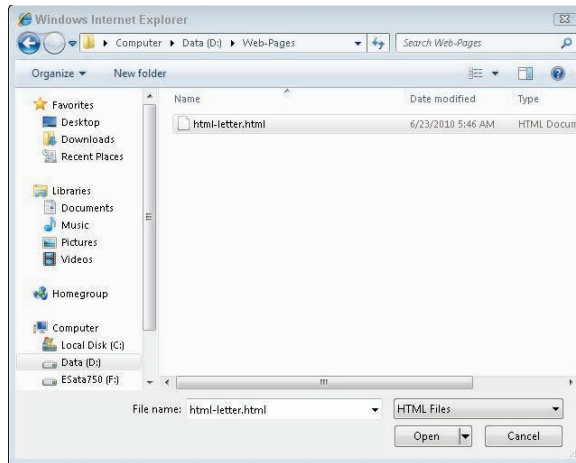 Windows Internet Explorer
Computer ▸ Data (D:) ▸ Web-Pages
Search Web-Pages
Organize
New folder
Favorites
Desktop
Downloads
Recent Places
Libraries
Documents
Music
Pictures
Videos
Homegroup
Computer
Local Disk (C:)
Data (D:)
ESata750 (F:)
Name Date modified Type
html-letter.html 6/23/2010 5:46 AM HTML Docum
File name: html-letter.html
HTML Files
Open
Cancel